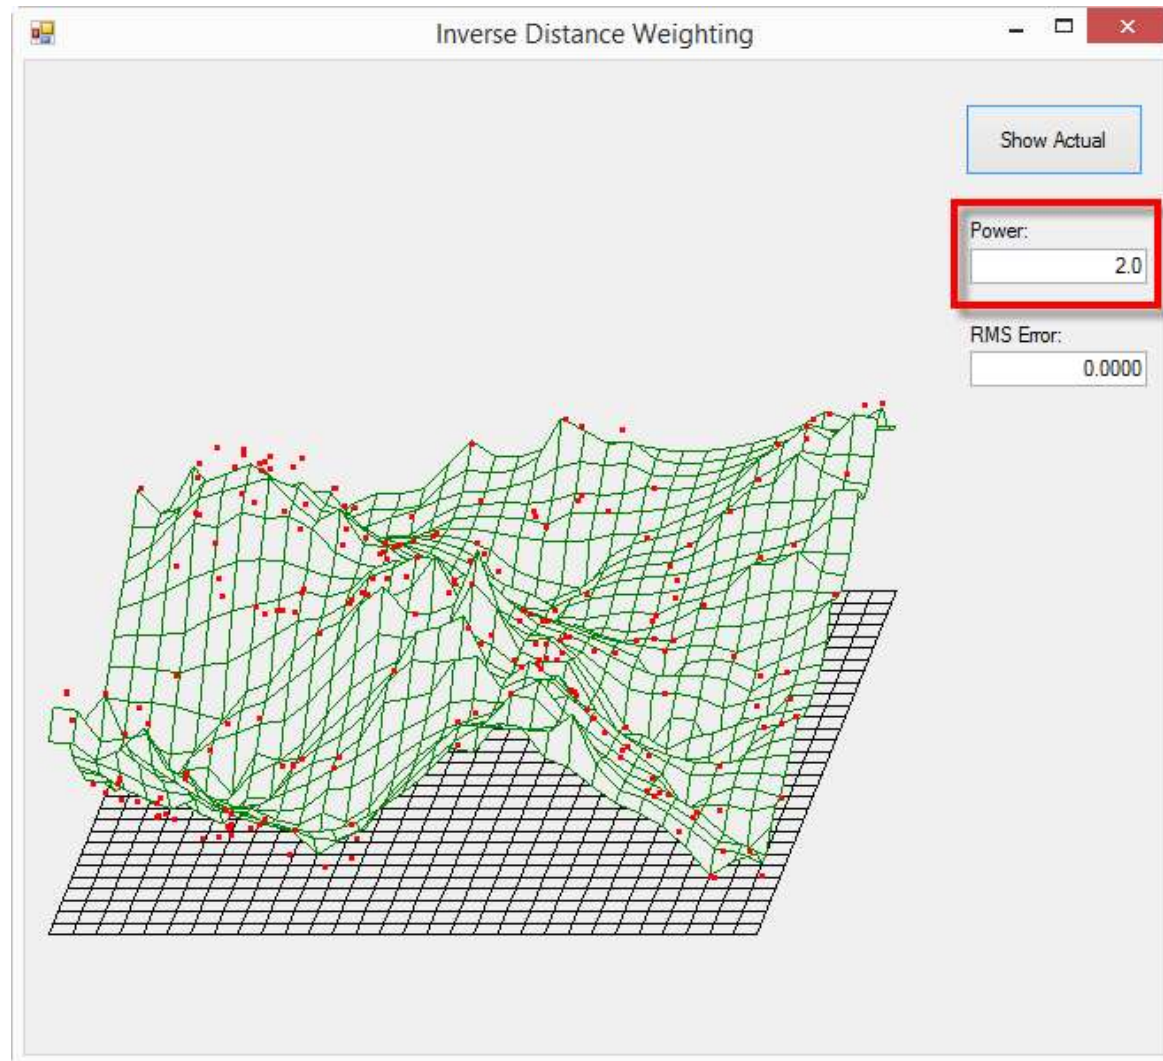 Inverse Distance Weighting
Show Actual
Power:
2.0
RMS Error:
0.0000